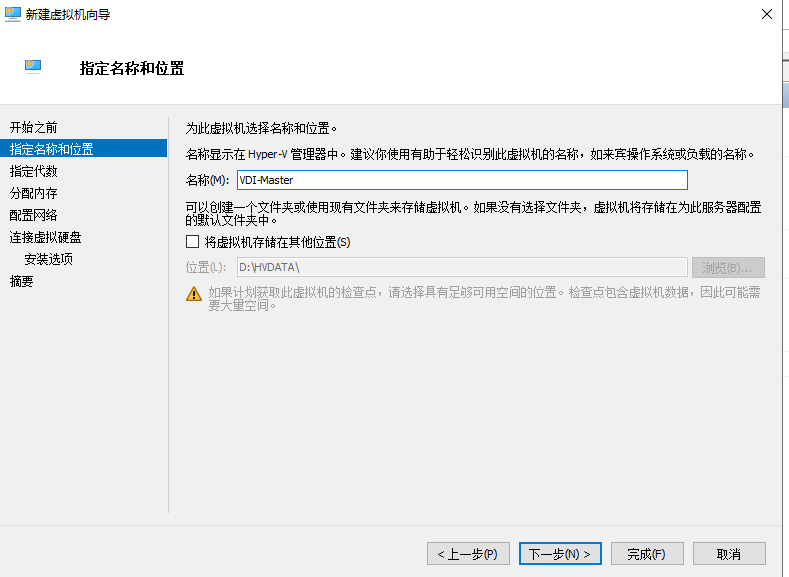 新建虚拟机向导
指定名称和位置
开始之前
指定名称和位置
指定代数
分配内存
配置网络
连接虚拟硬盘
安装选项
摘要
为此虚拟机选择名称和位置。
名称显示在 Hyper-V 管理器中。建议你使用有助于轻松识别此虚拟机的名称，如来宾操作系统或负载的名称。
名称(M): VDI-Master
可以创建一个文件夹或使用现有文件夹来存储虚拟机。如果没有选择文件夹，虚拟机将存储在为此服务器配置
的默认文件夹中。
将虚拟机存储在其他位置(S)
位置(L): D:\HVDATA\ 浏览(B)...
如果计划获取此虚拟机的检查点，请选择具有足够可用空间的位置。检查点包含虚拟机数据，因此可能需
要大量空间。
< 上一步(P) 下一步(N) > 完成(F) 取消